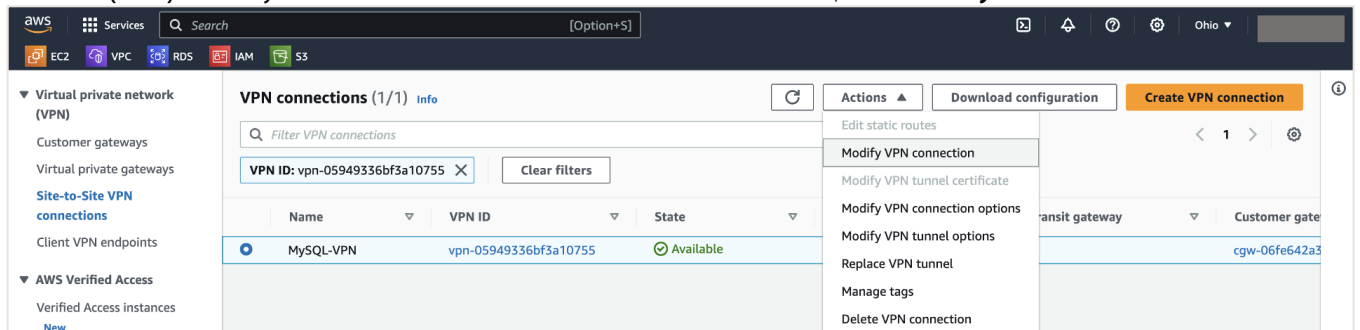 aws Services Search [Option+S] Ohio
EC2 VPC RDS IAM S3
Virtual private network (VPN)
Customer gateways
Virtual private gateways
Site-to-Site VPN connections
Client VPN endpoints
AWS Verified Access
Verified Access instances
New
VPN connections (1/1) Info
Actions
Download configuration
Create VPN connection
Filter VPN connections
1
VPN ID: vpn-05949336bf3a10755
Clear filters
Edit static routes
Modify VPN connection
Modify VPN tunnel certificate
Modify VPN connection options
Modify VPN tunnel options
Replace VPN tunnel
Manage tags
Delete VPN connection
Name VPN ID State ransit gateway Customer gate
MySQL-VPN vpn-05949336bf3a10755 Available cgw-06fe642a3